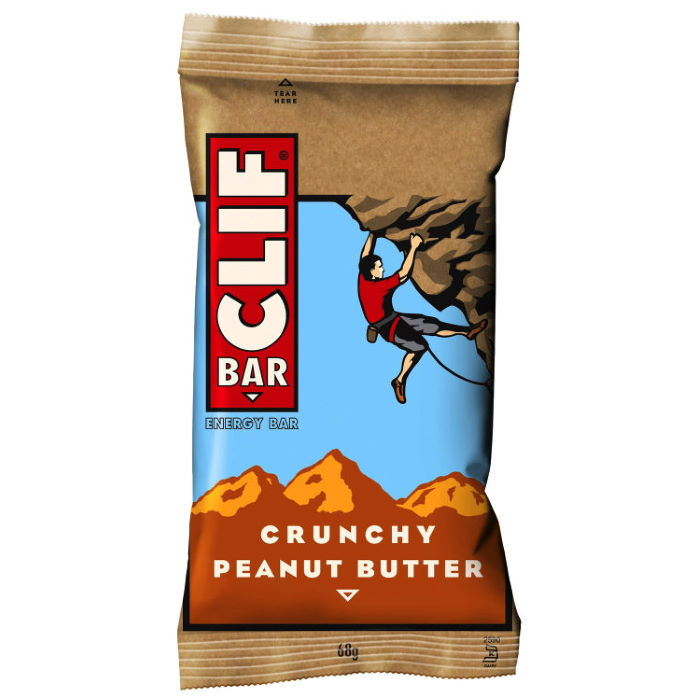 TEAR
HERE
CLIF®
BAR
ENERGY BAR
CRUNCHY
PEANUT BUTTER
68g